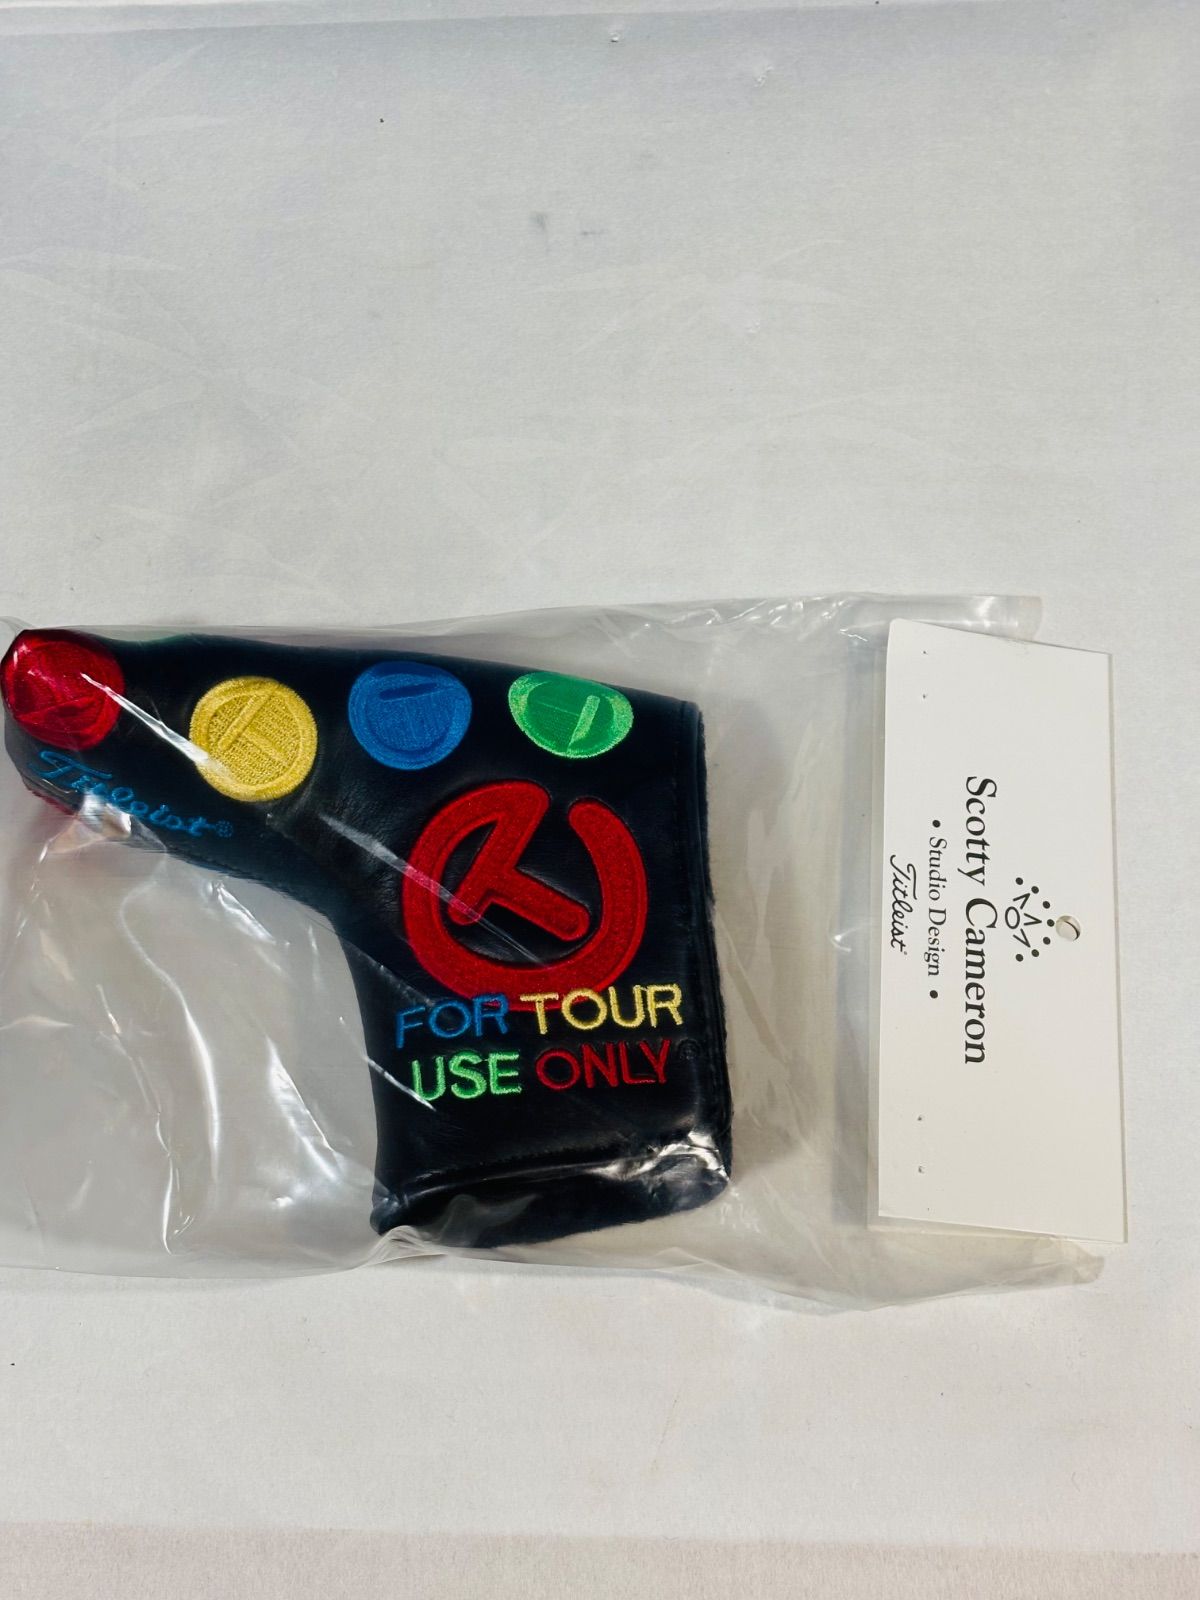 Titleist®
FOR TOUR
USE ONLY®
Scotty Cameron
• Studio Design •
Titleist®